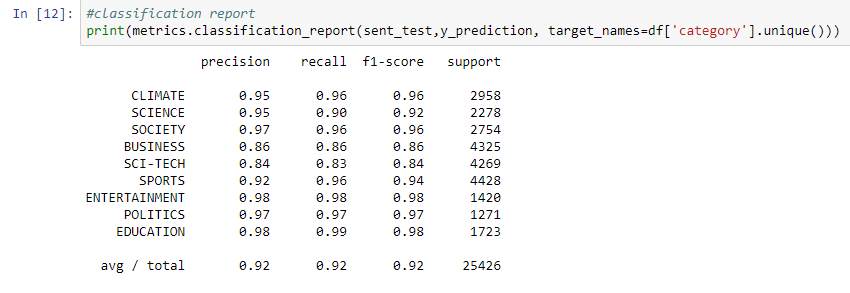 In [12]: #classification report
print(metrics.classification_report(sent_test,y_prediction, target_names=df['category'].unique()))
precision recall f1-score support
CLIMATE 0.95 0.96 0.96 2958
SCIENCE 0.95 0.90 0.92 2278
SOCIETY 0.97 0.96 0.96 2754
BUSINESS 0.86 0.86 0.86 4325
SCI-TECH 0.84 0.83 0.84 4269
SPORTS 0.92 0.96 0.94 4428
ENTERTAINMENT 0.98 0.98 0.98 1420
POLITICS 0.97 0.97 0.97 1271
EDUCATION 0.98 0.99 0.98 1723
avg / total 0.92 0.92 0.92 25426